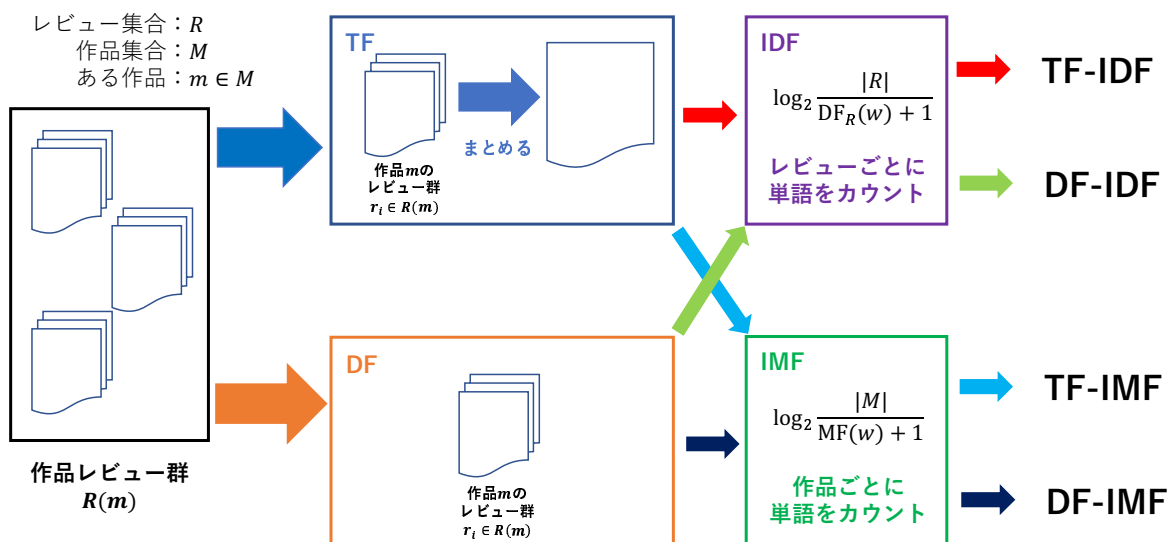 レビュー集合：R
作品集合：M
ある作品：m ∈ M
作品レビュー群
R(m)
TF
まとめる
作品mの
レビュー群
r_i ∈ R(m)
DF
作品mの
レビュー群
r_i ∈ R(m)
IDF
log_2 |R| / (DF_R(w) + 1)
レビューごとに
単語をカウント
IMF
log_2 |M| / (MF(w) + 1)
作品ごとに
単語をカウント
TF-IDF
DF-IDF
TF-IMF
DF-IMF